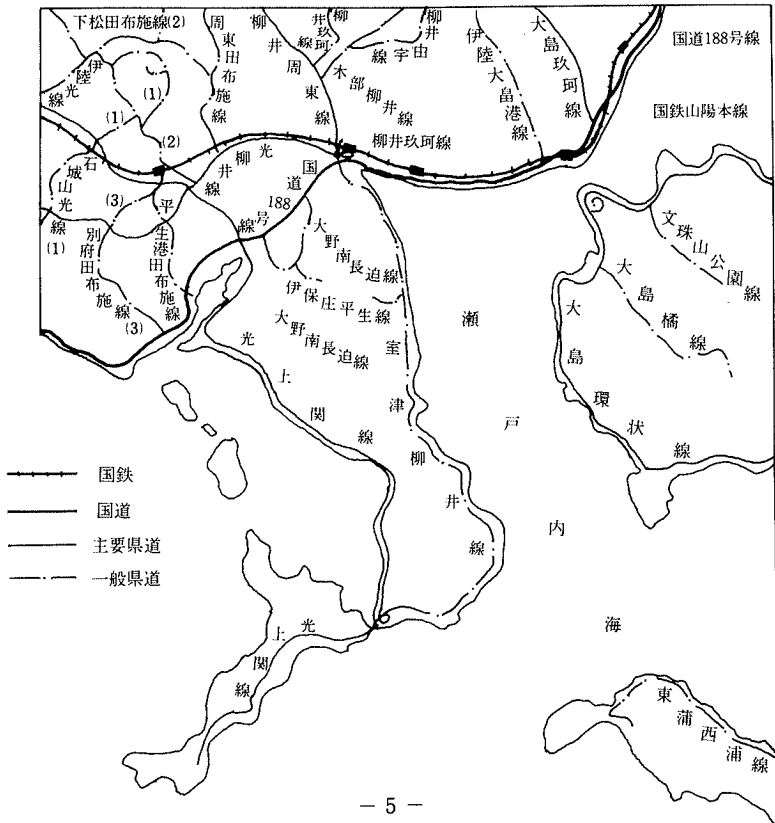 下松田布施線(2)
伊陸光線
(1)
(1)
(2)
周東田布施線
柳井周東線
柳井玖珂線
柳井由宇線
木部柳井線
伊陸大畠港線
大島玖珂線
国道188号線
国鉄山陽本線
柳井玖珂線
石城山光線
(1)
(3)
光柳井線
国道188号線
別府田布施線
(3)
平生港田布施線
大野南長迫線
伊保庄平生線
大野南長迫線
室津柳井線
光上関線
瀬戸内海
文珠山公園線
大島橘線
大島環状線
国鉄
国道
主要県道
一般県道
光上関線
東蒲西浦線
− 5 −